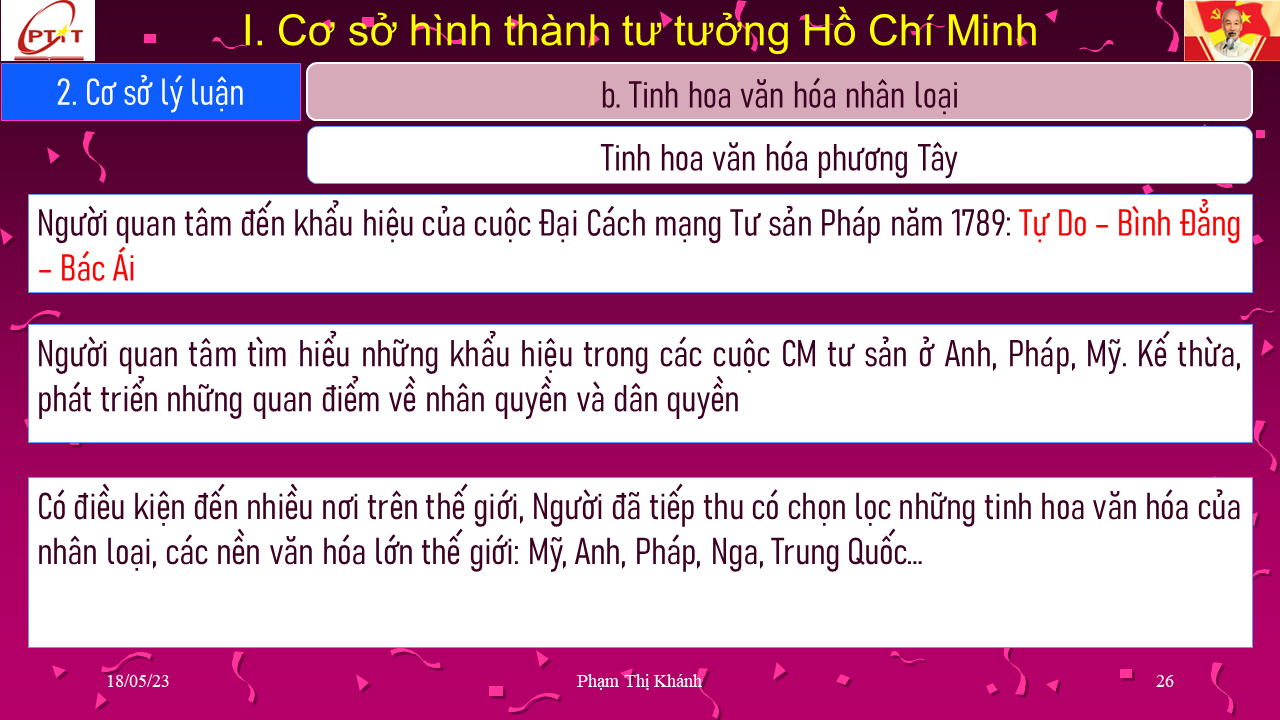 PTiT
I. Cơ sở hình thành tư tưởng Hồ Chí Minh
2. Cơ sở lý luận
b. Tinh hoa văn hóa nhân loại
Tinh hoa văn hóa phương Tây
Người quan tâm đến khẩu hiệu của cuộc Đại Cách mạng Tư sản Pháp năm 1789: Tự Do – Bình Đẳng
– Bác Ái
Người quan tâm tìm hiểu những khẩu hiệu trong các cuộc CM tư sản ở Anh, Pháp, Mỹ. Kế thừa,
phát triển những quan điểm về nhân quyền và dân quyền
Có điều kiện đến nhiều nơi trên thế giới, Người đã tiếp thu có chọn lọc những tinh hoa văn hóa của
nhân loại, các nền văn hóa lớn thế giới: Mỹ, Anh, Pháp, Nga, Trung Quốc...
18/05/23
Phạm Thị Khánh
26